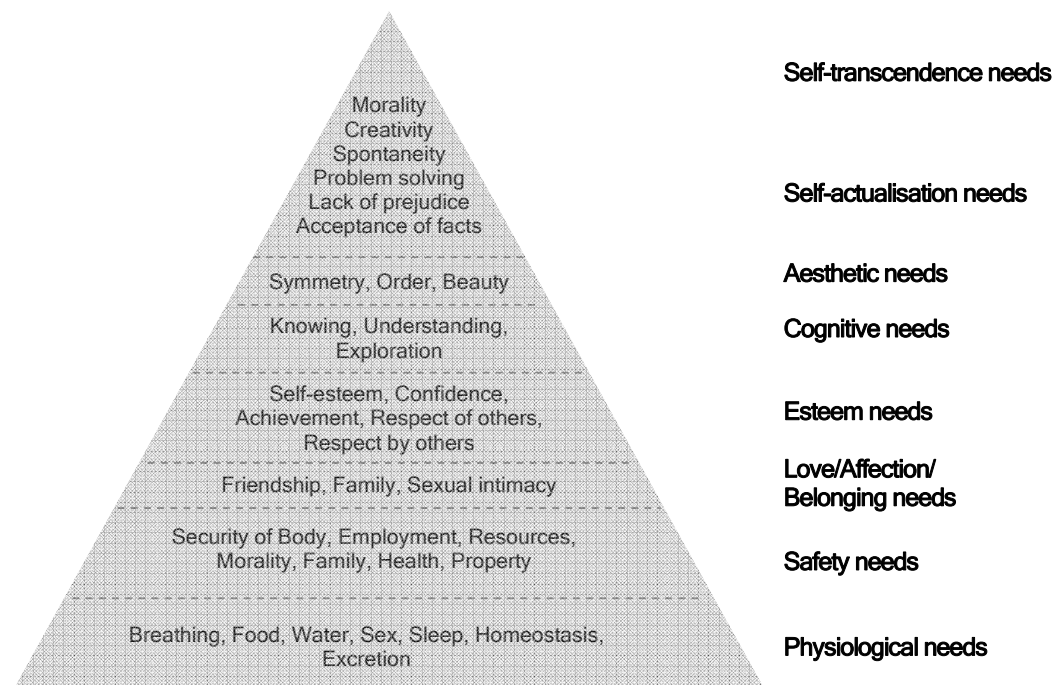 Self-transcendence needs
Morality
Creativity
Spontaneity
Problem solving
Lack of prejudice
Acceptance of facts
Self-actualisation needs
Symmetry, Order, Beauty
Aesthetic needs
Knowing, Understanding,
Exploration
Cognitive needs
Self-esteem, Confidence,
Achievement, Respect of others,
Respect by others
Esteem needs
Friendship, Family, Sexual intimacy
Love/Affection/
Belonging needs
Security of Body, Employment, Resources,
Morality, Family, Health, Property
Safety needs
Breathing, Food, Water, Sex, Sleep, Homeostasis,
Excretion
Physiological needs